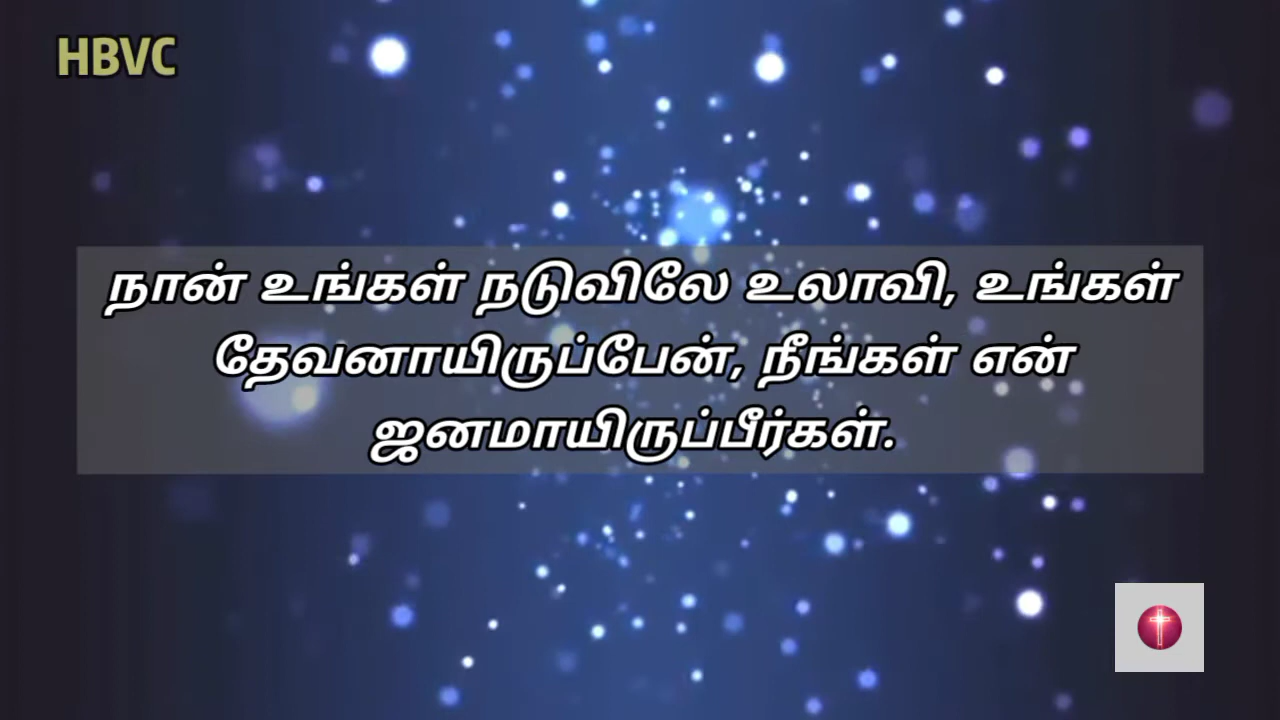 HBVC
நான் உங்கள் நடுவிலே உலாவி, உங்கள்
தேவனாயிருப்பேன், நீங்கள் என்
ஜனமாயிருப்பீர்கள்.